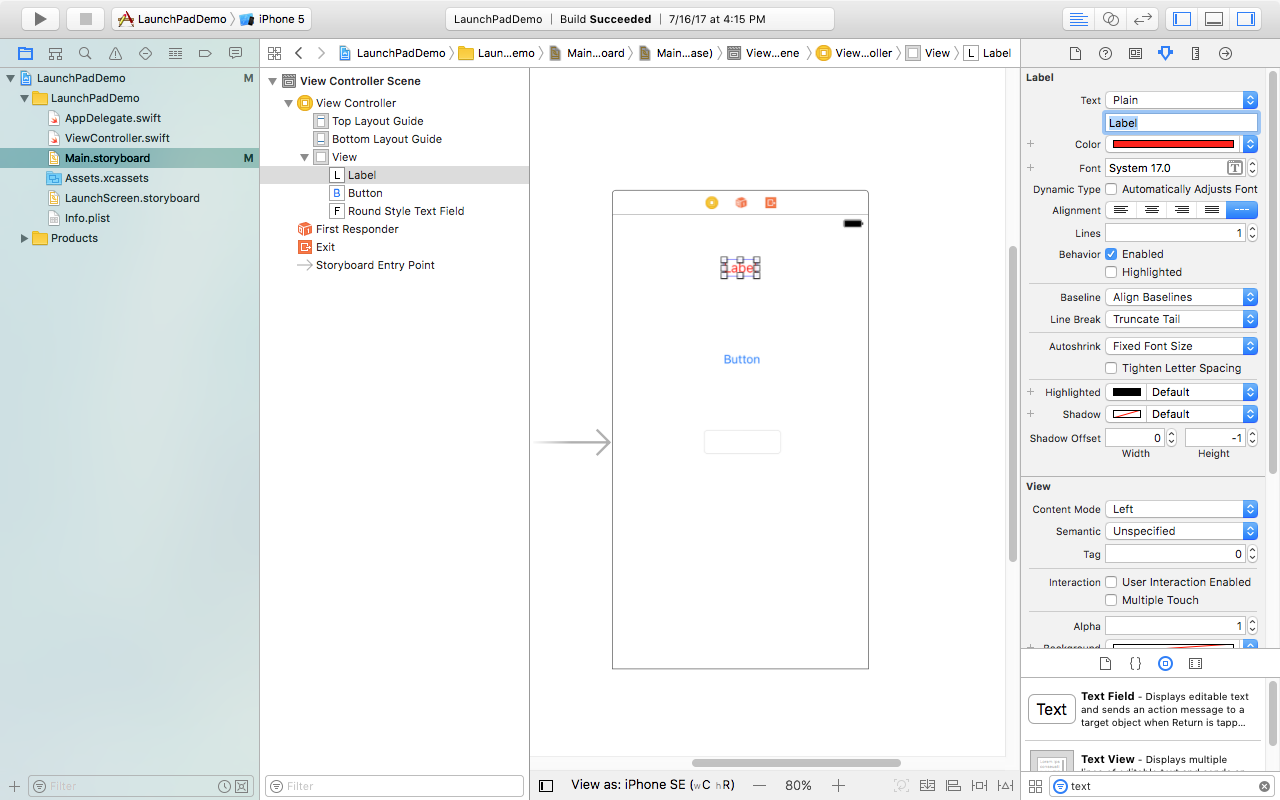 LaunchPadDemo iPhone 5
LaunchPadDemo | Build Succeeded | 7/16/17 at 4:15 PM
LaunchPadDemo Laun...emo Main...oard Main...ase) View...ene View...oller View L Label
LaunchPadDemo M
LaunchPadDemo
AppDelegate.swift
ViewController.swift
Main.storyboard M
Assets.xcassets
LaunchScreen.storyboard
Info.plist
Products
Filter
View Controller Scene
View Controller
Top Layout Guide
Bottom Layout Guide
View
L Label
B Button
F Round Style Text Field
First Responder
Exit
Storyboard Entry Point
Filter
Label
Button
View as: iPhone SE (wC hR) — 80% +
Label
Text Plain
Label
+ Color
+ Font System 17.0 T
Dynamic Type Automatically Adjusts Font
Alignment ---
Lines 1
Behavior Enabled
Highlighted
Baseline Align Baselines
Line Break Truncate Tail
Autoshrink Fixed Font Size
Tighten Letter Spacing
+ Highlighted Default
+ Shadow Default
Shadow Offset 0 -1
Width Height
View
Content Mode Left
Semantic Unspecified
Tag 0
Interaction User Interaction Enabled
Multiple Touch
Alpha 1
+ Background
{}
Text Text Field - Displays editable text
and sends an action message to a
target object when Return is tapp...
Text View - Displays multiple
lines of editable text and sends an
text